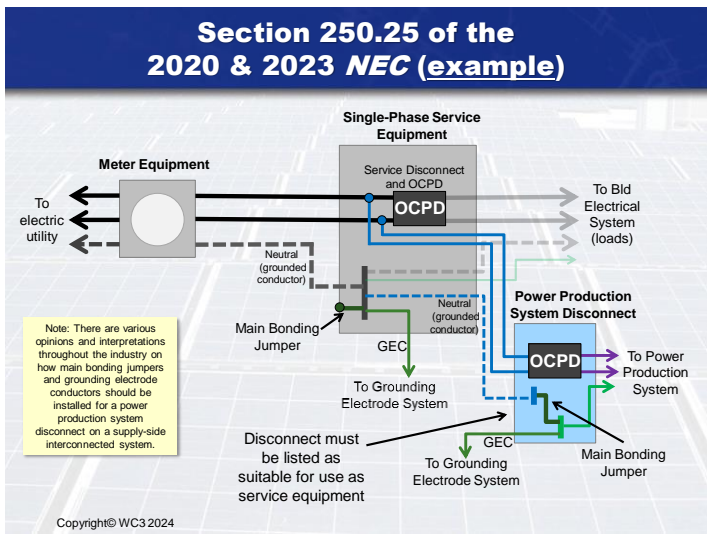 Section 250.25 of the
2020 & 2023 NEC (example)
Single-Phase Service
Equipment
Meter Equipment
Service Disconnect
and OCPD
OCPD
To
electric
utility
To Bld
Electrical
System
(loads)
Neutral
(grounded
conductor)
Neutral
(grounded
conductor)
Power Production
System Disconnect
Main Bonding
Jumper
GEC
OCPD
To Power
Production
System
Note: There are various
opinions and interpretations
throughout the industry on
how main bonding jumpers
and grounding electrode
conductors should be
installed for a power
production system
disconnect on a supply-side
interconnected system.
To Grounding
Electrode System
Disconnect must
be listed as
suitable for use as
service equipment
GEC
To Grounding
Electrode System
Main Bonding
Jumper
Copyright© WC3 2024